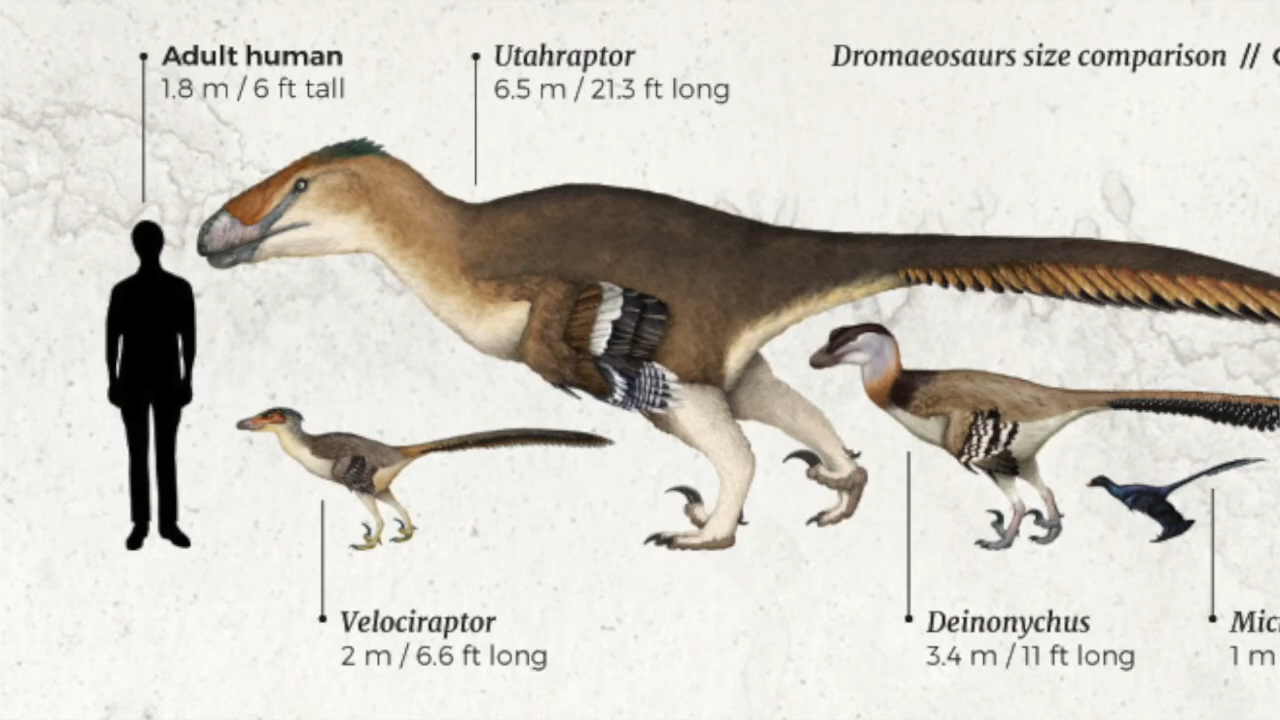 Adult human
1.8 m / 6 ft tall
Utahraptor
6.5 m / 21.3 ft long
Dromaeosaurs size comparison //
Velociraptor
2 m / 6.6 ft long
Deinonychus
3.4 m / 11 ft long
1 m